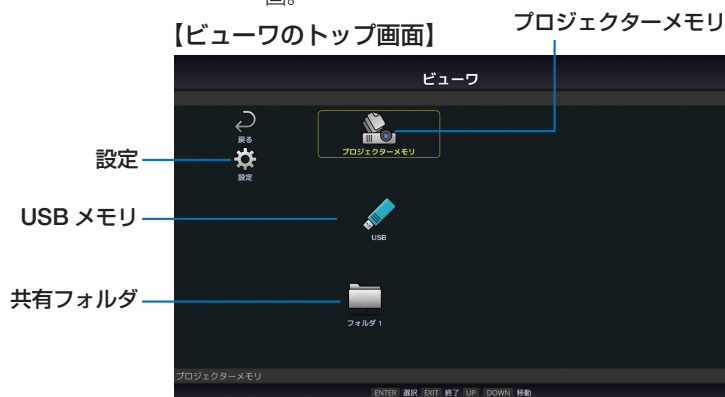 画。
【ビューワのトップ画面】
プロジェクターメモリ
ビューワ
戻る
プロジェクターメモリ
設定
設定
USB メモリ
USB
共有フォルダ
フォルダ 1
プロジェクターメモリ
ENTER 選択 EXIT 終了 UP DOWN 移動